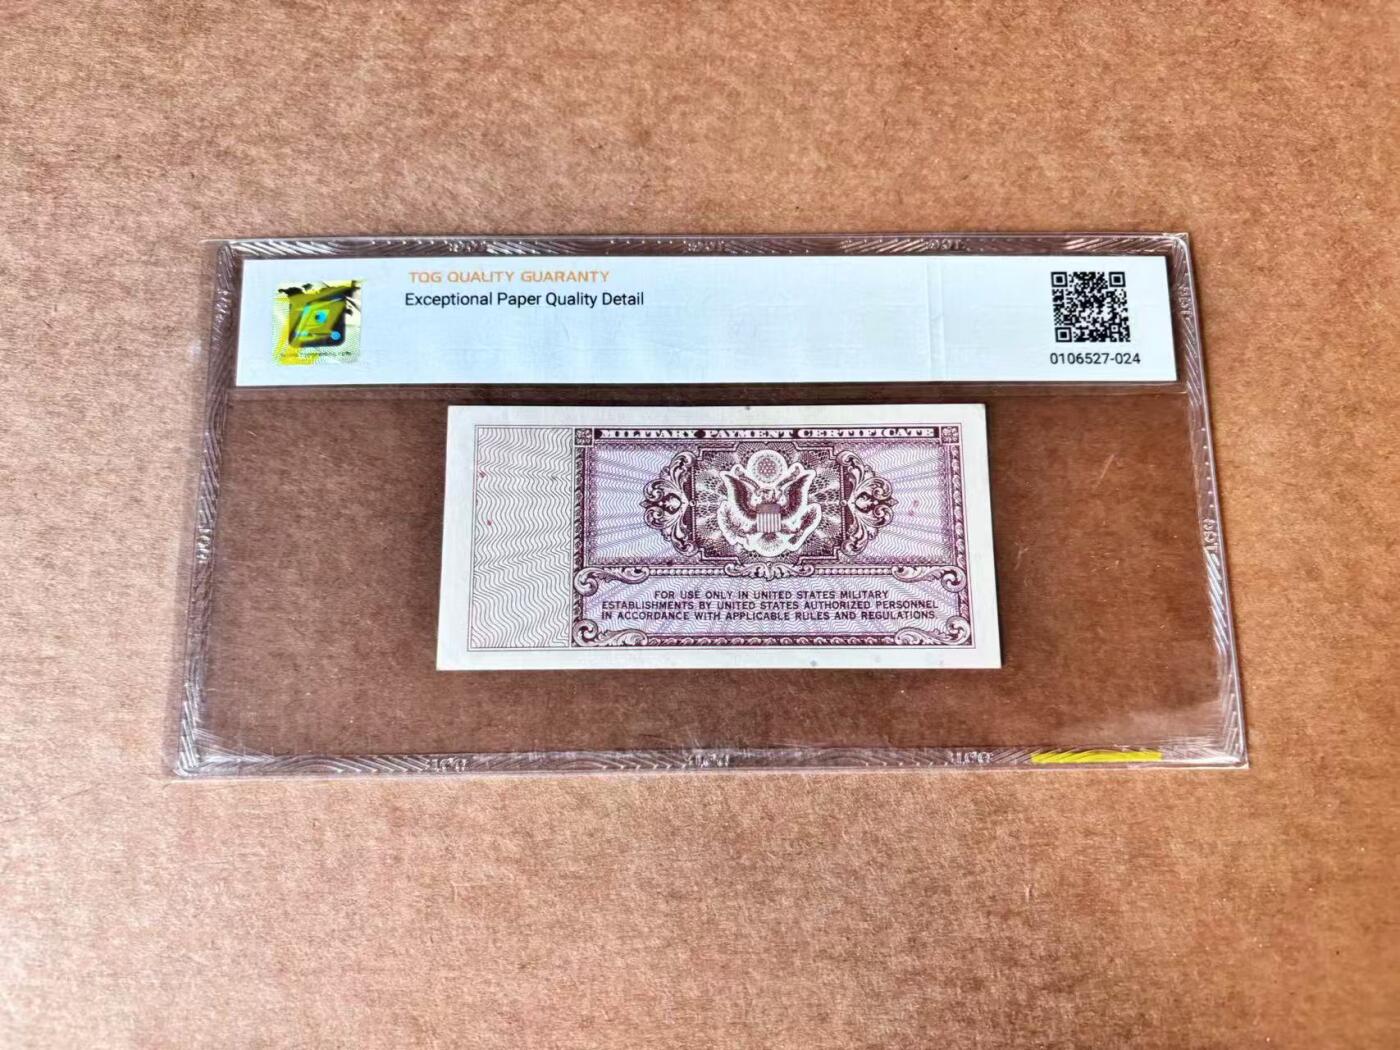 TQG QUALITY GUARANTY
Exceptional Paper Quality Detail
0106527-024
MILITARY PAYMENT CERTIFICATE
FOR USE ONLY IN UNITED STATES MILITARY
ESTABLISHMENTS BY UNITED STATES AUTHORIZED PERSONNEL
IN ACCORDANCE WITH APPLICABLE RULES AND REGULATIONS.